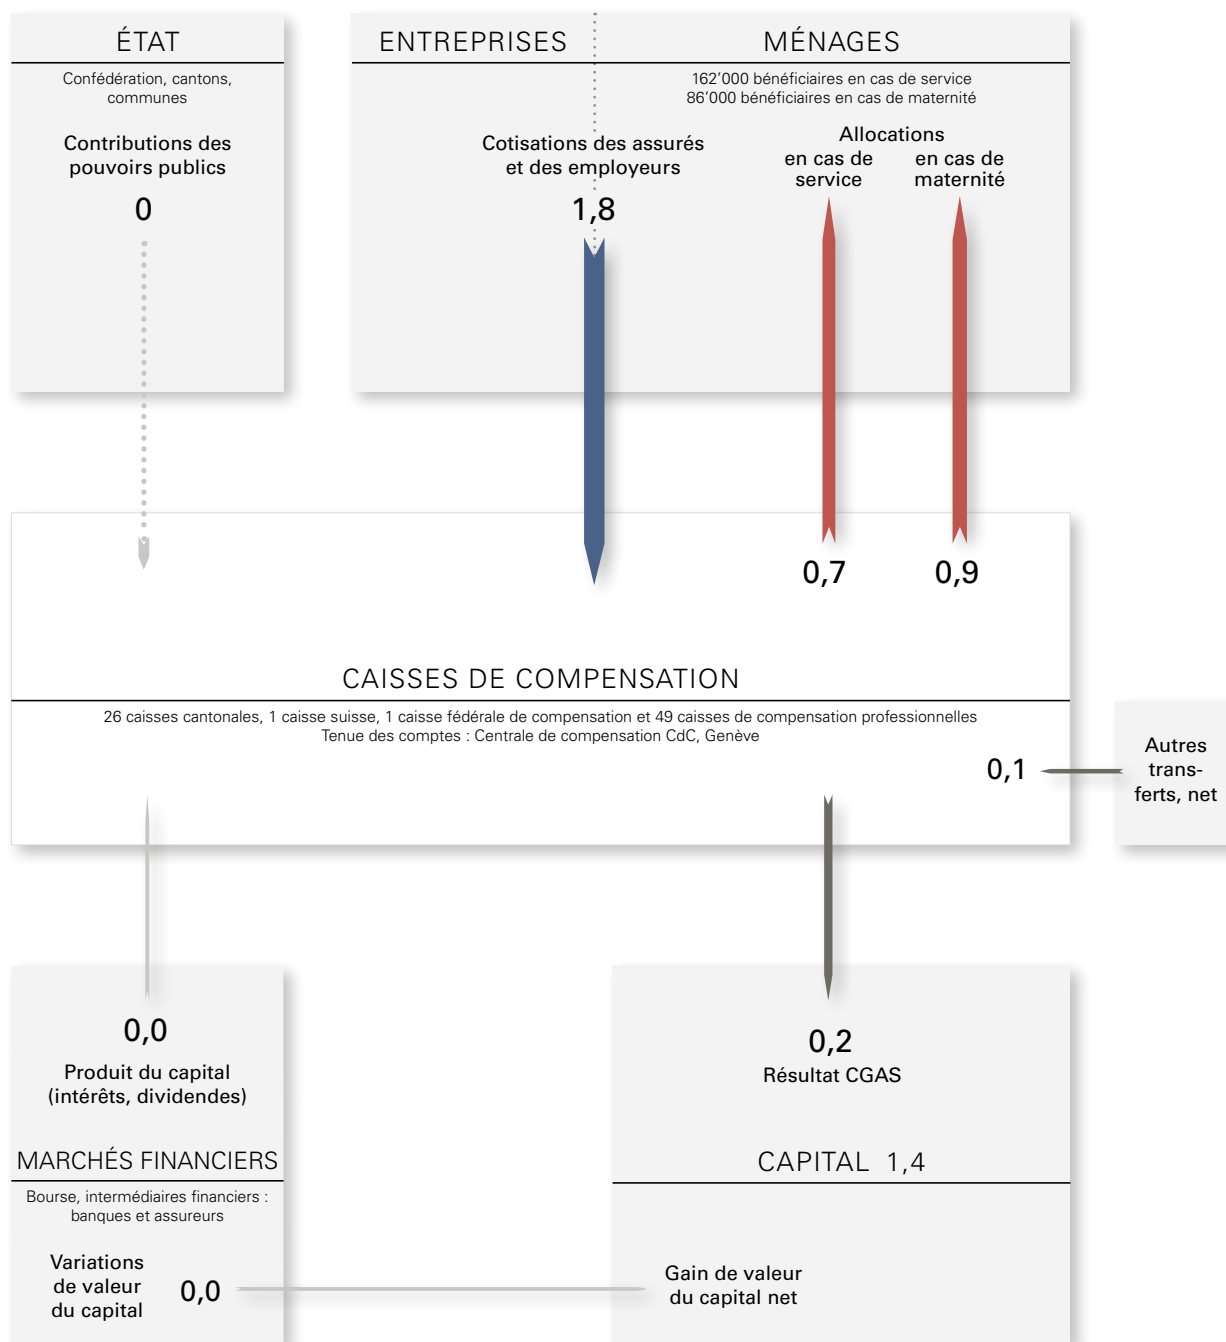 ÉTAT
Confédération, cantons,
communes
Contributions des
pouvoirs publics
0
ENTREPRISES
MÉNAGES
162’000 bénéficiaires en cas de service
86’000 bénéficiaires en cas de maternité
Cotisations des assurés
et des employeurs
1,8
Allocations
en cas de
service
en cas de
maternité
0,7
0,9
CAISSES DE COMPENSATION
26 caisses cantonales, 1 caisse suisse, 1 caisse fédérale de compensation et 49 caisses de compensation professionnelles
Tenue des comptes : Centrale de compensation CdC, Genève
0,1
Autres
trans-
ferts, net
0,0
Produit du capital
(intérêts, dividendes)
MARCHÉS FINANCIERS
Bourse, intermédiaires financiers :
banques et assureurs
Variations
de valeur
du capital
0,0
0,2
Résultat CGAS
CAPITAL 1,4
Gain de valeur
du capital net